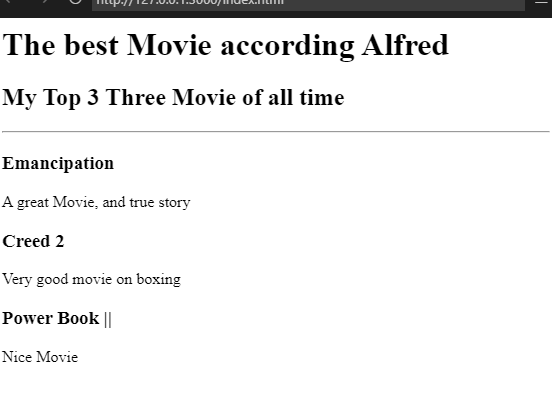 http://127.0.0.1:3000/index.html
The best Movie according Alfred
My Top 3 Three Movie of all time
Emancipation
A great Movie, and true story
Creed 2
Very good movie on boxing
Power Book ||
Nice Movie